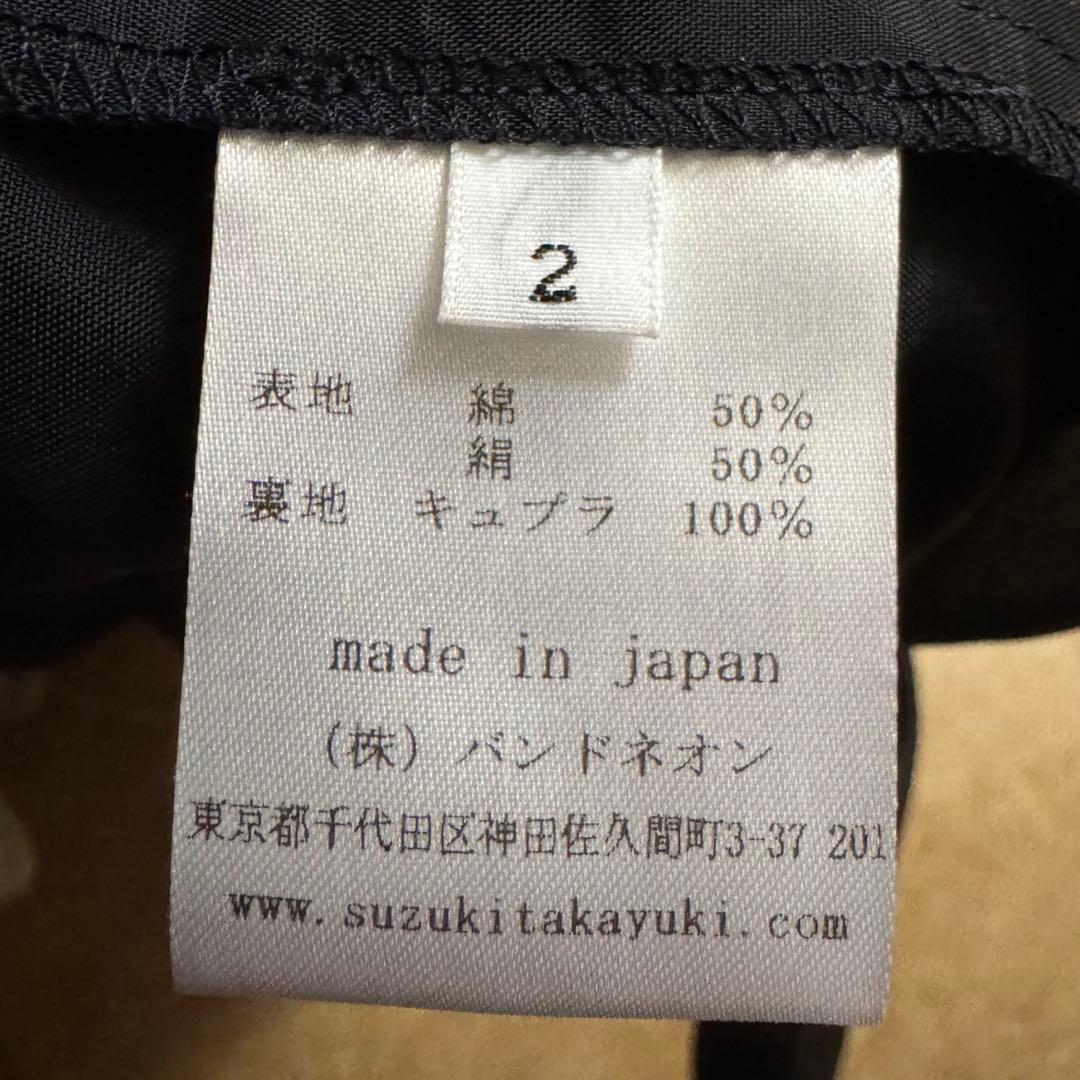 2
表地 綿 50%
絹 50%
裏地 キュプラ 100%
made in japan
(株) バンドネオン
東京都千代田区神田佐久間町3-37 201
www.suzukitakayuki.com